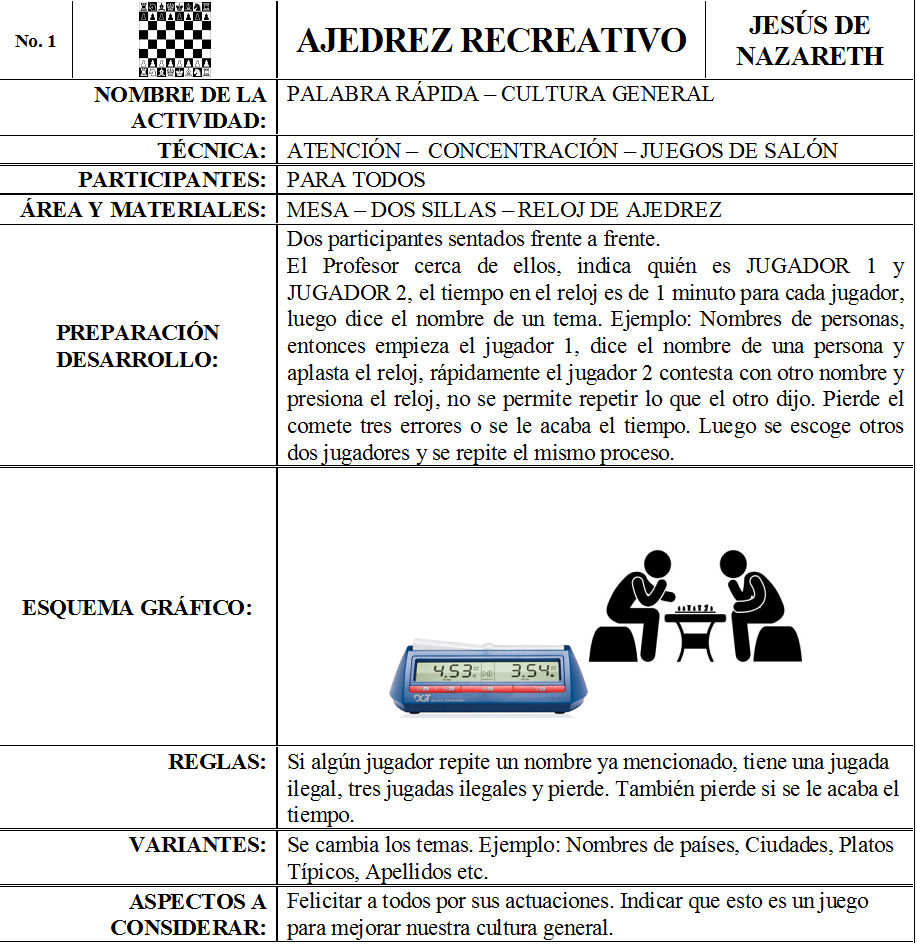 No. 1
AJEDREZ RECREATIVO
JESÚS DE
NAZARETH
NOMBRE DE LA
ACTIVIDAD:
PALABRA RÁPIDA – CULTURA GENERAL
TÉCNICA:
ATENCIÓN – CONCENTRACIÓN – JUEGOS DE SALÓN
PARTICIPANTES:
PARA TODOS
ÁREA Y MATERIALES:
MESA – DOS SILLAS – RELOJ DE AJEDREZ
PREPARACIÓN
DESARROLLO:
Dos participantes sentados frente a frente.
El Profesor cerca de ellos, indica quién es JUGADOR 1 y
JUGADOR 2, el tiempo en el reloj es de 1 minuto para cada jugador,
luego dice el nombre de un tema. Ejemplo: Nombres de personas,
entonces empieza el jugador 1, dice el nombre de una persona y
aplasta el reloj, rápidamente el jugador 2 contesta con otro nombre y
presiona el reloj, no se permite repetir lo que el otro dijo. Pierde el
comete tres errores o se le acaba el tiempo. Luego se escoge otros
dos jugadores y se repite el mismo proceso.
ESQUEMA GRÁFICO:
4.53 3.54
DGT
REGLAS:
Si algún jugador repite un nombre ya mencionado, tiene una jugada
ilegal, tres jugadas ilegales y pierde. También pierde si se le acaba el
tiempo.
VARIANTES:
Se cambia los temas. Ejemplo: Nombres de países, Ciudades, Platos
Típicos, Apellidos etc.
ASPECTOS A
CONSIDERAR:
Felicitar a todos por sus actuaciones. Indicar que esto es un juego
para mejorar nuestra cultura general.